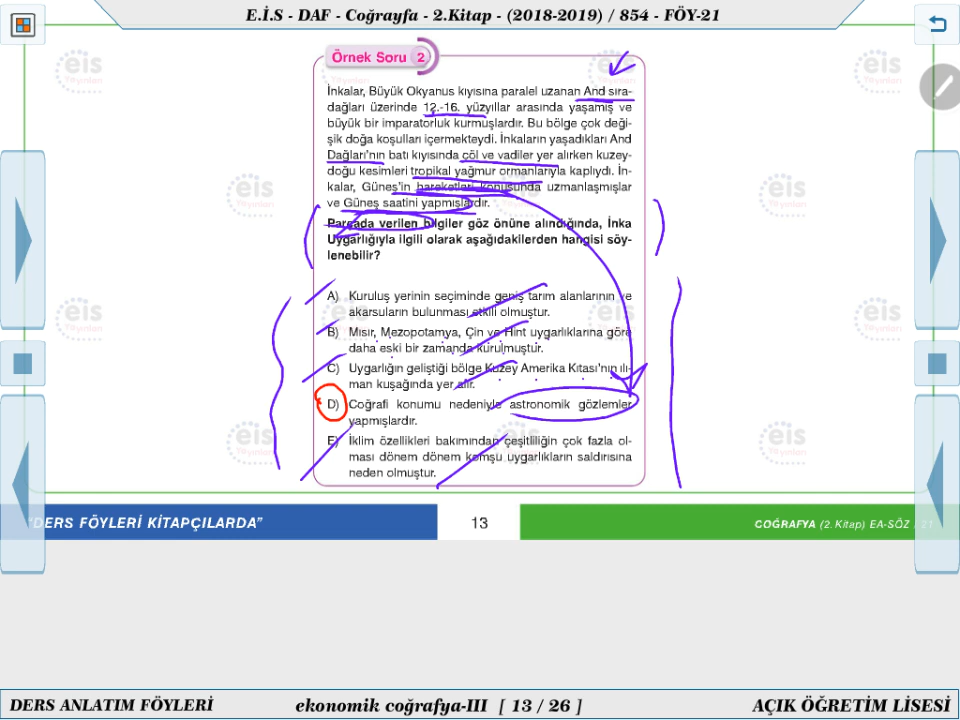 E.İ.S - DAF - Coğrayfa - 2.Kitap - (2018-2019) / 854 - FÖY-21
Örnek Soru 2
İnkalar, Büyük Okyanus kıyısına paralel uzanan And sıra-
dağları üzerinde 12.-16. yüzyıllar arasında yaşamış ve
büyük bir imparatorluk kurmuşlardır. Bu bölge çok deği-
şik doğa koşulları içermekteydi. İnkaların yaşadıkları And
Dağları'nın batı kıyısında çöl ve vadiler yer alırken kuzey-
doğu kesimleri tropikal yağmur ormanlarıyla kaplıydı. İn-
kalar, Güneş'in hareketleri konusunda uzmanlaşmışlar
ve Güneş saatini yapmışlardır.
Parçada verilen bilgiler göz önüne alındığında, İnka
Uygarlığıyla ilgili olarak aşağıdakilerden hangisi söy-
lenebilir?
A) Kuruluş yerinin seçiminde geniş tarım alanlarının ve
akarsuların bulunması etkili olmuştur.
B) Mısır, Mezopotamya, Çin ve Hint uygarlıklarına göre
daha eski bir zamanda kurulmuştur.
C) Uygarlığın geliştiği bölge Kuzey Amerika Kıtası'nın ılı-
man kuşağında yer alır.
D) Coğrafi konumu nedeniyle astronomik gözlemler
yapmışlardır.
E) İklim özellikleri bakımından çeşitliliğin çok fazla ol-
ması dönem dönem komşu uygarlıkların saldırısına
neden olmuştur.
"DERS FÖYLERİ KİTAPÇILARDA"
13
COĞRAFYA (2. Kitap) EA-SÖZ / 21
DERS ANLATIM FÖYLERİ
ekonomik coğrafya-III [ 13 / 26 ]
AÇIK ÖĞRETİM LİSESİ